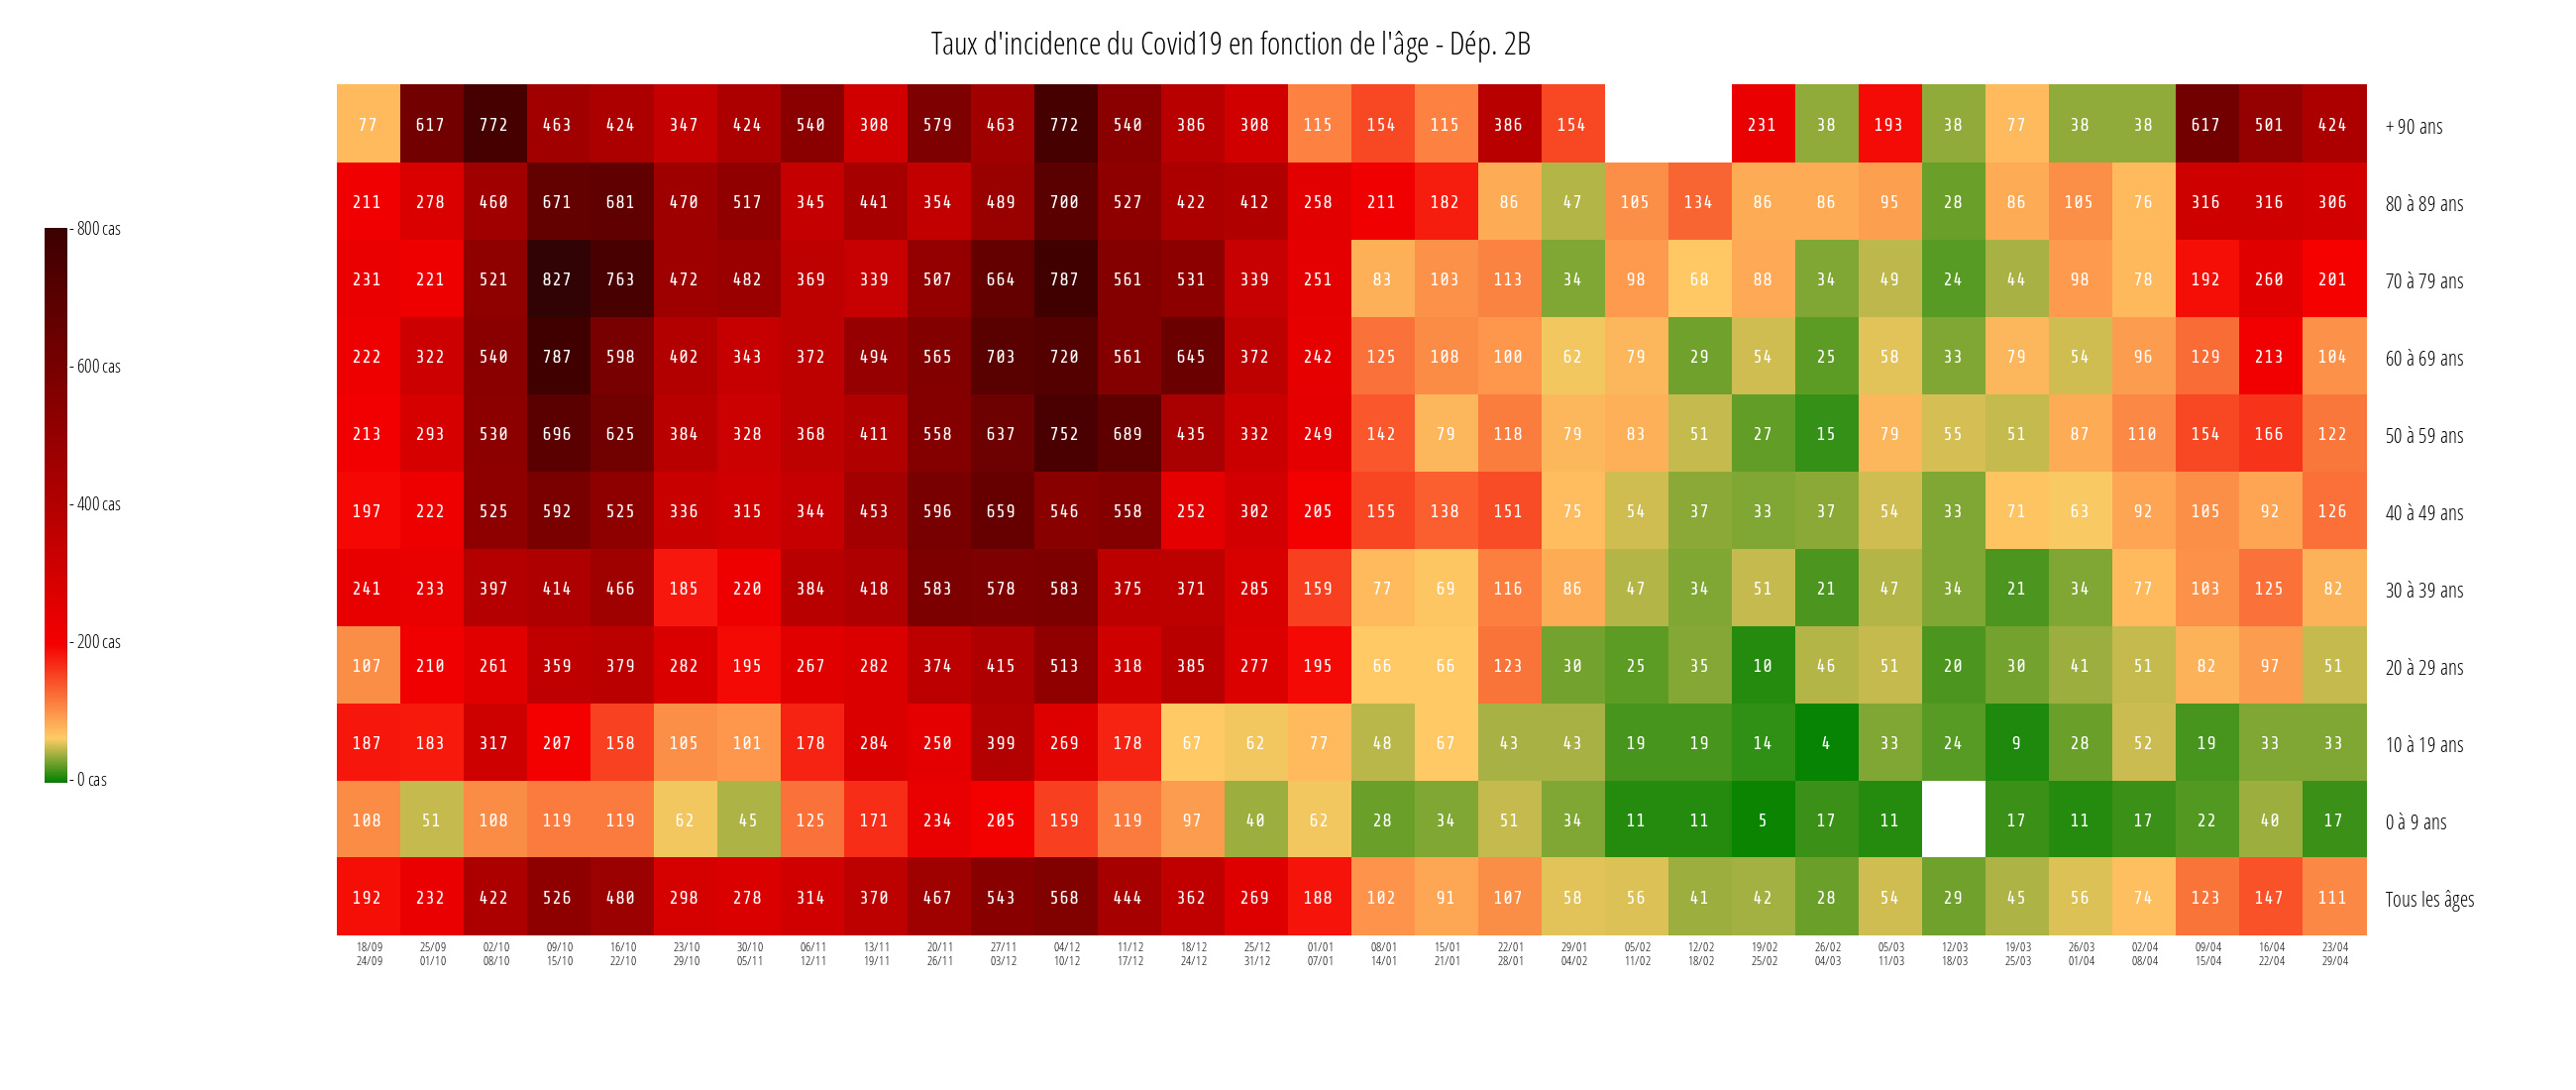 Taux d'incidence du Covid19 en fonction de l'âge - Dép. 2B
77 617 772 463 424 347 424 540 308 579 463 772 540 386 308 115 154 115 386 154 231 38 193 38 77 38 38 617 501 424 + 90 ans
211 278 460 671 681 470 517 345 441 354 489 700 527 422 412 258 211 182 86 47 105 134 86 86 95 28 86 105 76 316 316 306 80 à 89 ans
- 800 cas
231 221 521 827 763 472 482 369 339 507 664 787 561 531 339 251 83 103 113 34 98 68 88 34 49 24 44 98 78 192 260 201 70 à 79 ans
222 322 540 787 598 402 343 372 494 565 703 720 561 645 372 242 125 108 100 62 79 29 54 25 58 33 79 54 96 129 213 104 60 à 69 ans
- 600 cas
213 293 530 696 625 384 328 368 411 558 637 752 689 435 332 249 142 79 118 79 83 51 27 15 79 55 51 87 110 154 166 122 50 à 59 ans
- 400 cas
197 222 525 592 525 336 315 344 453 596 659 546 558 252 302 205 155 138 151 75 54 37 33 37 54 33 71 63 92 105 92 126 40 à 49 ans
241 233 397 414 466 185 220 384 418 583 578 583 375 371 285 159 77 69 116 86 47 34 51 21 47 34 21 34 77 103 125 82 30 à 39 ans
- 200 cas
107 210 261 359 379 282 195 267 282 374 415 513 318 385 277 195 66 66 123 30 25 35 10 46 51 20 30 41 51 82 97 51 20 à 29 ans
187 183 317 207 158 105 101 178 284 250 399 269 178 67 62 77 48 67 43 43 19 19 14 4 33 24 9 28 52 19 33 33 10 à 19 ans
- 0 cas
108 51 108 119 119 62 45 125 171 234 205 159 119 97 40 62 28 34 51 34 11 11 5 17 11 17 11 17 22 40 17 0 à 9 ans
192 232 422 526 480 298 278 314 370 467 543 568 444 362 269 188 102 91 107 58 56 41 42 28 54 29 45 56 74 123 147 111 Tous les âges
18/09 25/09 02/10 09/10 16/10 23/10 30/10 06/11 13/11 20/11 27/11 04/12 11/12 18/12 25/12 01/01 08/01 15/01 22/01 29/01 05/02 12/02 19/02 26/02 05/03 12/03 19/03 26/03 02/04 09/04 16/04 23/04
24/09 01/10 08/10 15/10 22/10 29/10 05/11 12/11 19/11 26/11 03/12 10/12 17/12 24/12 31/12 07/01 14/01 21/01 28/01 04/02 11/02 18/02 25/02 04/03 11/03 18/03 25/03 01/04 08/04 15/04 22/04 29/04